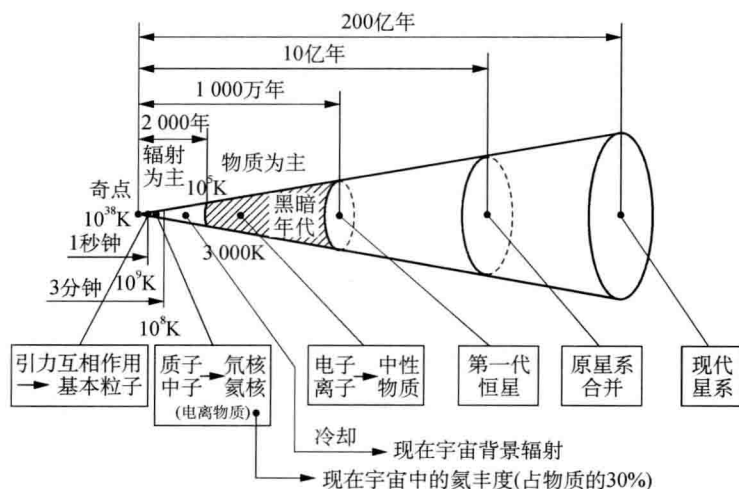 200亿年
10亿年
1 000万年
2 000年
辐射
为主
物质为主
奇点
10³⁸K
10⁵K
黑暗
年代
3 000K
1秒钟
10⁹K
3分钟
10⁸K
引力互相作用
→ 基本粒子
质子 → 氘核
中子 氦核
(电离物质)
电子 → 中性
离子 物质
第一代
恒星
原星系
合并
现代
星系
冷却
现在宇宙背景辐射
现在宇宙中的氦丰度(占物质的30%)